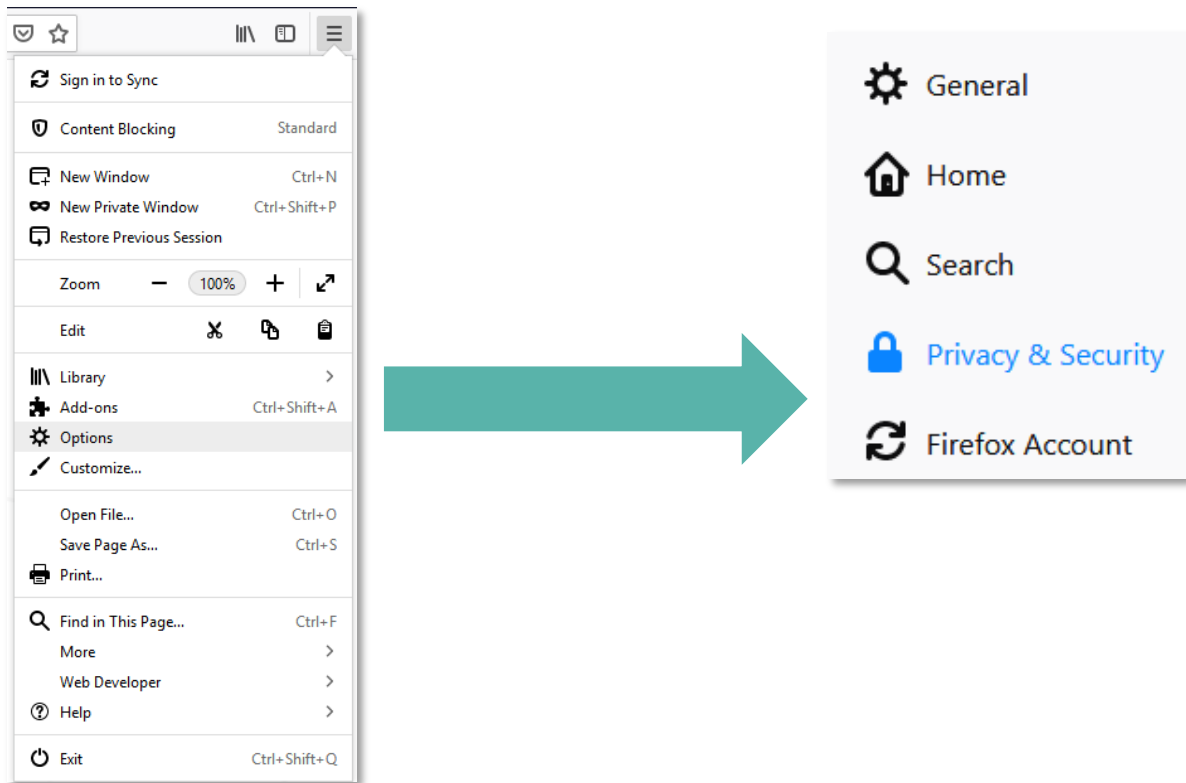 Sign in to Sync
Content Blocking Standard
New Window Ctrl+N
New Private Window Ctrl+Shift+P
Restore Previous Session
Zoom 100%
Edit
Library
Add-ons Ctrl+Shift+A
Options
Customize...
Open File... Ctrl+O
Save Page As... Ctrl+S
Print...
Find in This Page... Ctrl+F
More
Web Developer
Help
Exit Ctrl+Shift+Q
General
Home
Search
Privacy & Security
Firefox Account